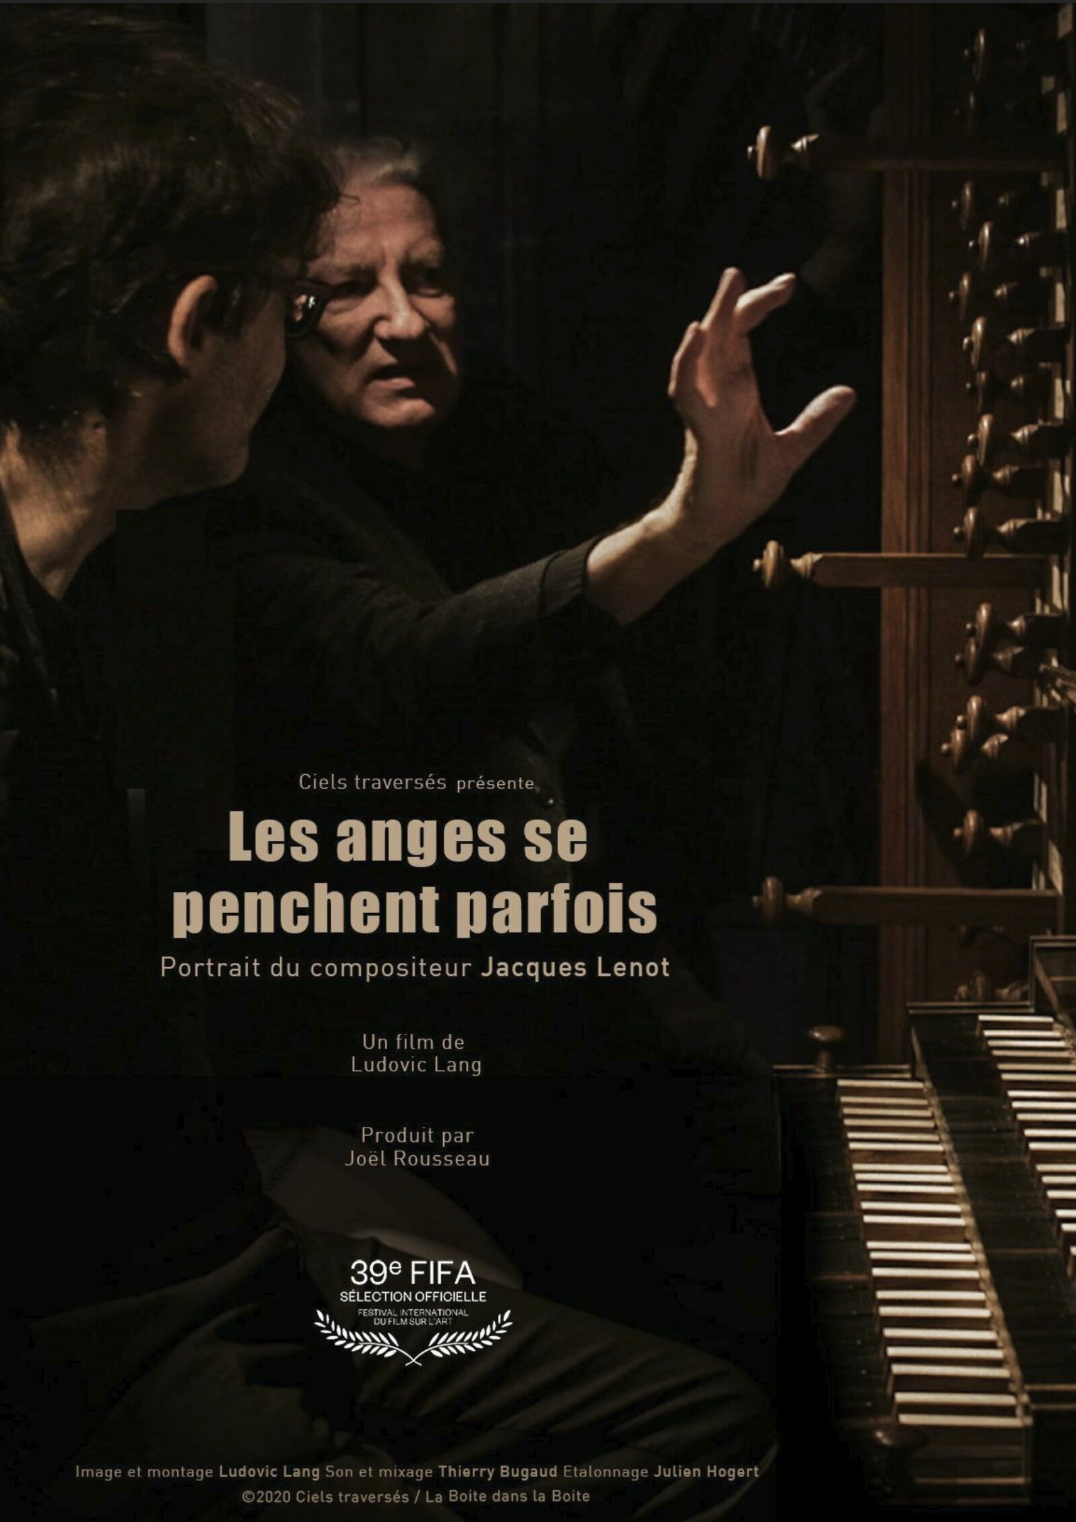 Ciels traversés présente
Les anges se
penchent parfois
Portrait du compositeur Jacques Lenot
Un film de
Ludovic Lang
Produit par
Joël Rousseau
39e FIFA
SÉLECTION OFFICIELLE
FESTIVAL INTERNATIONAL
DU FILM SUR L'ART
Image et montage Ludovic Lang Son et mixage Thierry Bugaud Etalonnage Julien Hogert
©2020 Ciels traversés / La Boite dans la Boite